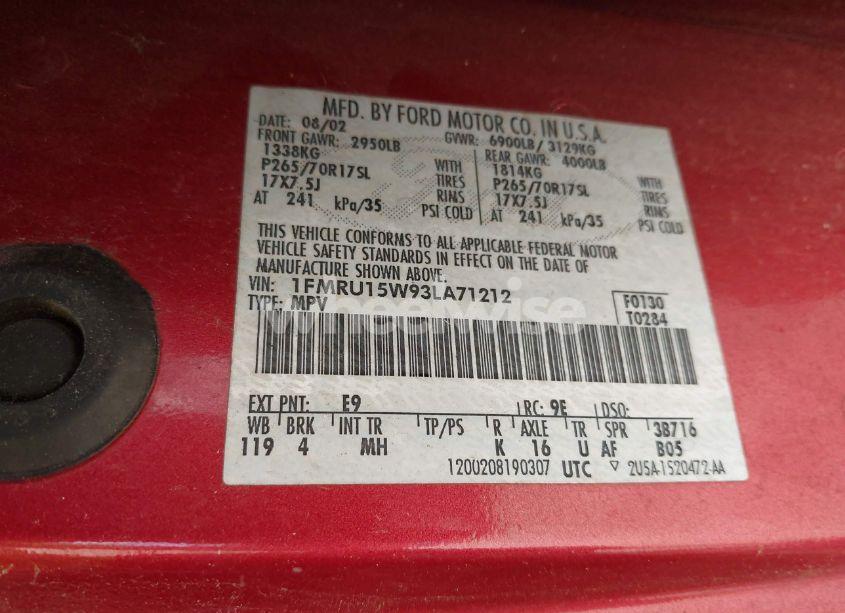 MFD. BY FORD MOTOR CO. IN U.S.A.
DATE: 08/02 GVWR: 6900LB / 3129KG
FRONT GAWR: 2950LB REAR GAWR: 4000LB
1338KG WITH 1814KG WITH
P265/70R17SL TIRES P265/70R17SL TIRES
17X7.5J RIMS 17X7.5J RIMS
AT 241 kPa/35 PSI COLD AT 241 kPa/35 PSI COLD
THIS VEHICLE CONFORMS TO ALL APPLICABLE FEDERAL MOTOR
VEHICLE SAFETY STANDARDS IN EFFECT ON THE DATE OF
MANUFACTURE SHOWN ABOVE.
VIN: 1FMRU15W93LA71212 F0130
TYPE: MPV T0284
wheelwise
EXT PNT: E9 RC: 9E DSO:
WB BRK INT TR TP/PS R AXLE TR SPR 3B716
119 4 MH K 16 U AF B05
120U208190307 UTC ▽ 2U5A-1520472-AA